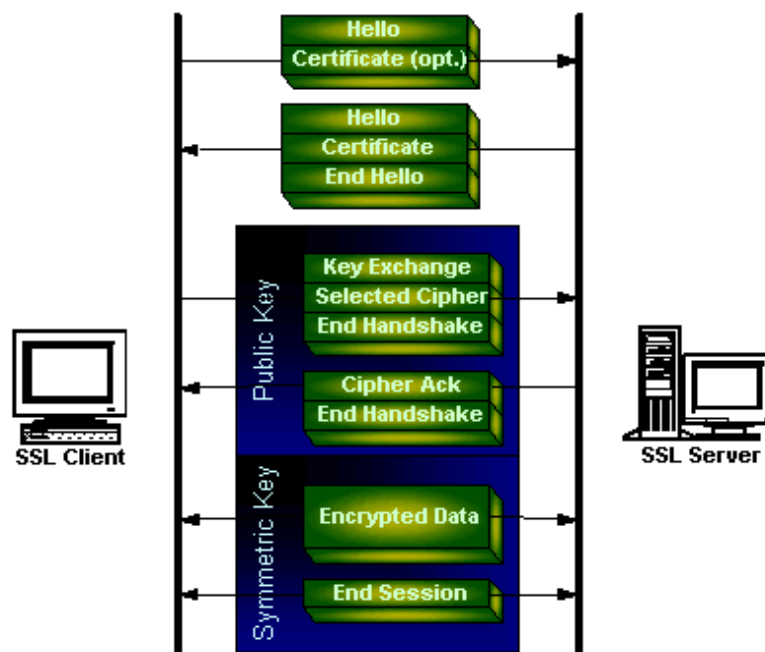 Hello
Certificate (opt.)
Hello
Certificate
End Hello
Public Key
Key Exchange
Selected Cipher
End Handshake
Cipher Ack
End Handshake
SSL Client
SSL Server
Symmetric Key
Encrypted Data
End Session